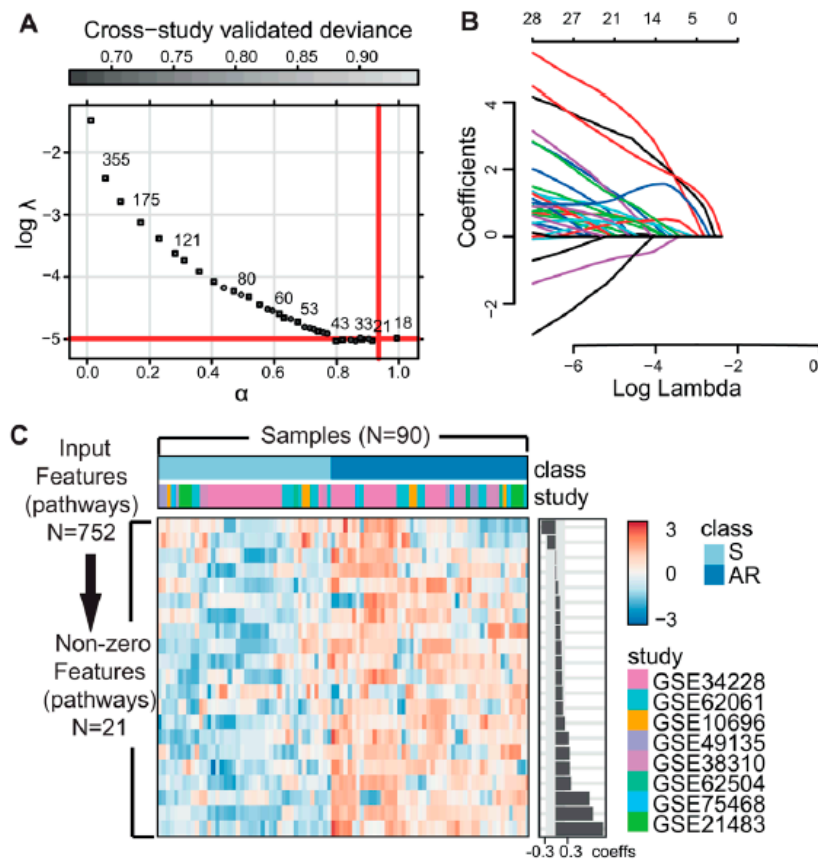 A
Cross-study validated deviance
0.70 0.75 0.80 0.85 0.90
log λ
-2
-3
-4
-5
355
175
121
80
60
53
43 33 21 18
0.0 0.2 0.4 0.6 0.8 1.0
α
B
28 27 21 14 5 0
Coefficients
4
2
0
-2
-6 -4 -2 0
Log Lambda
C
Input
Features
(pathways)
N=752
Non-zero
Features
(pathways)
N=21
Samples (N=90)
class
study
-0.3 0.3 coeffs
3
0
-3
class
S
AR
study
GSE34228
GSE62061
GSE10696
GSE49135
GSE38310
GSE62504
GSE75468
GSE21483